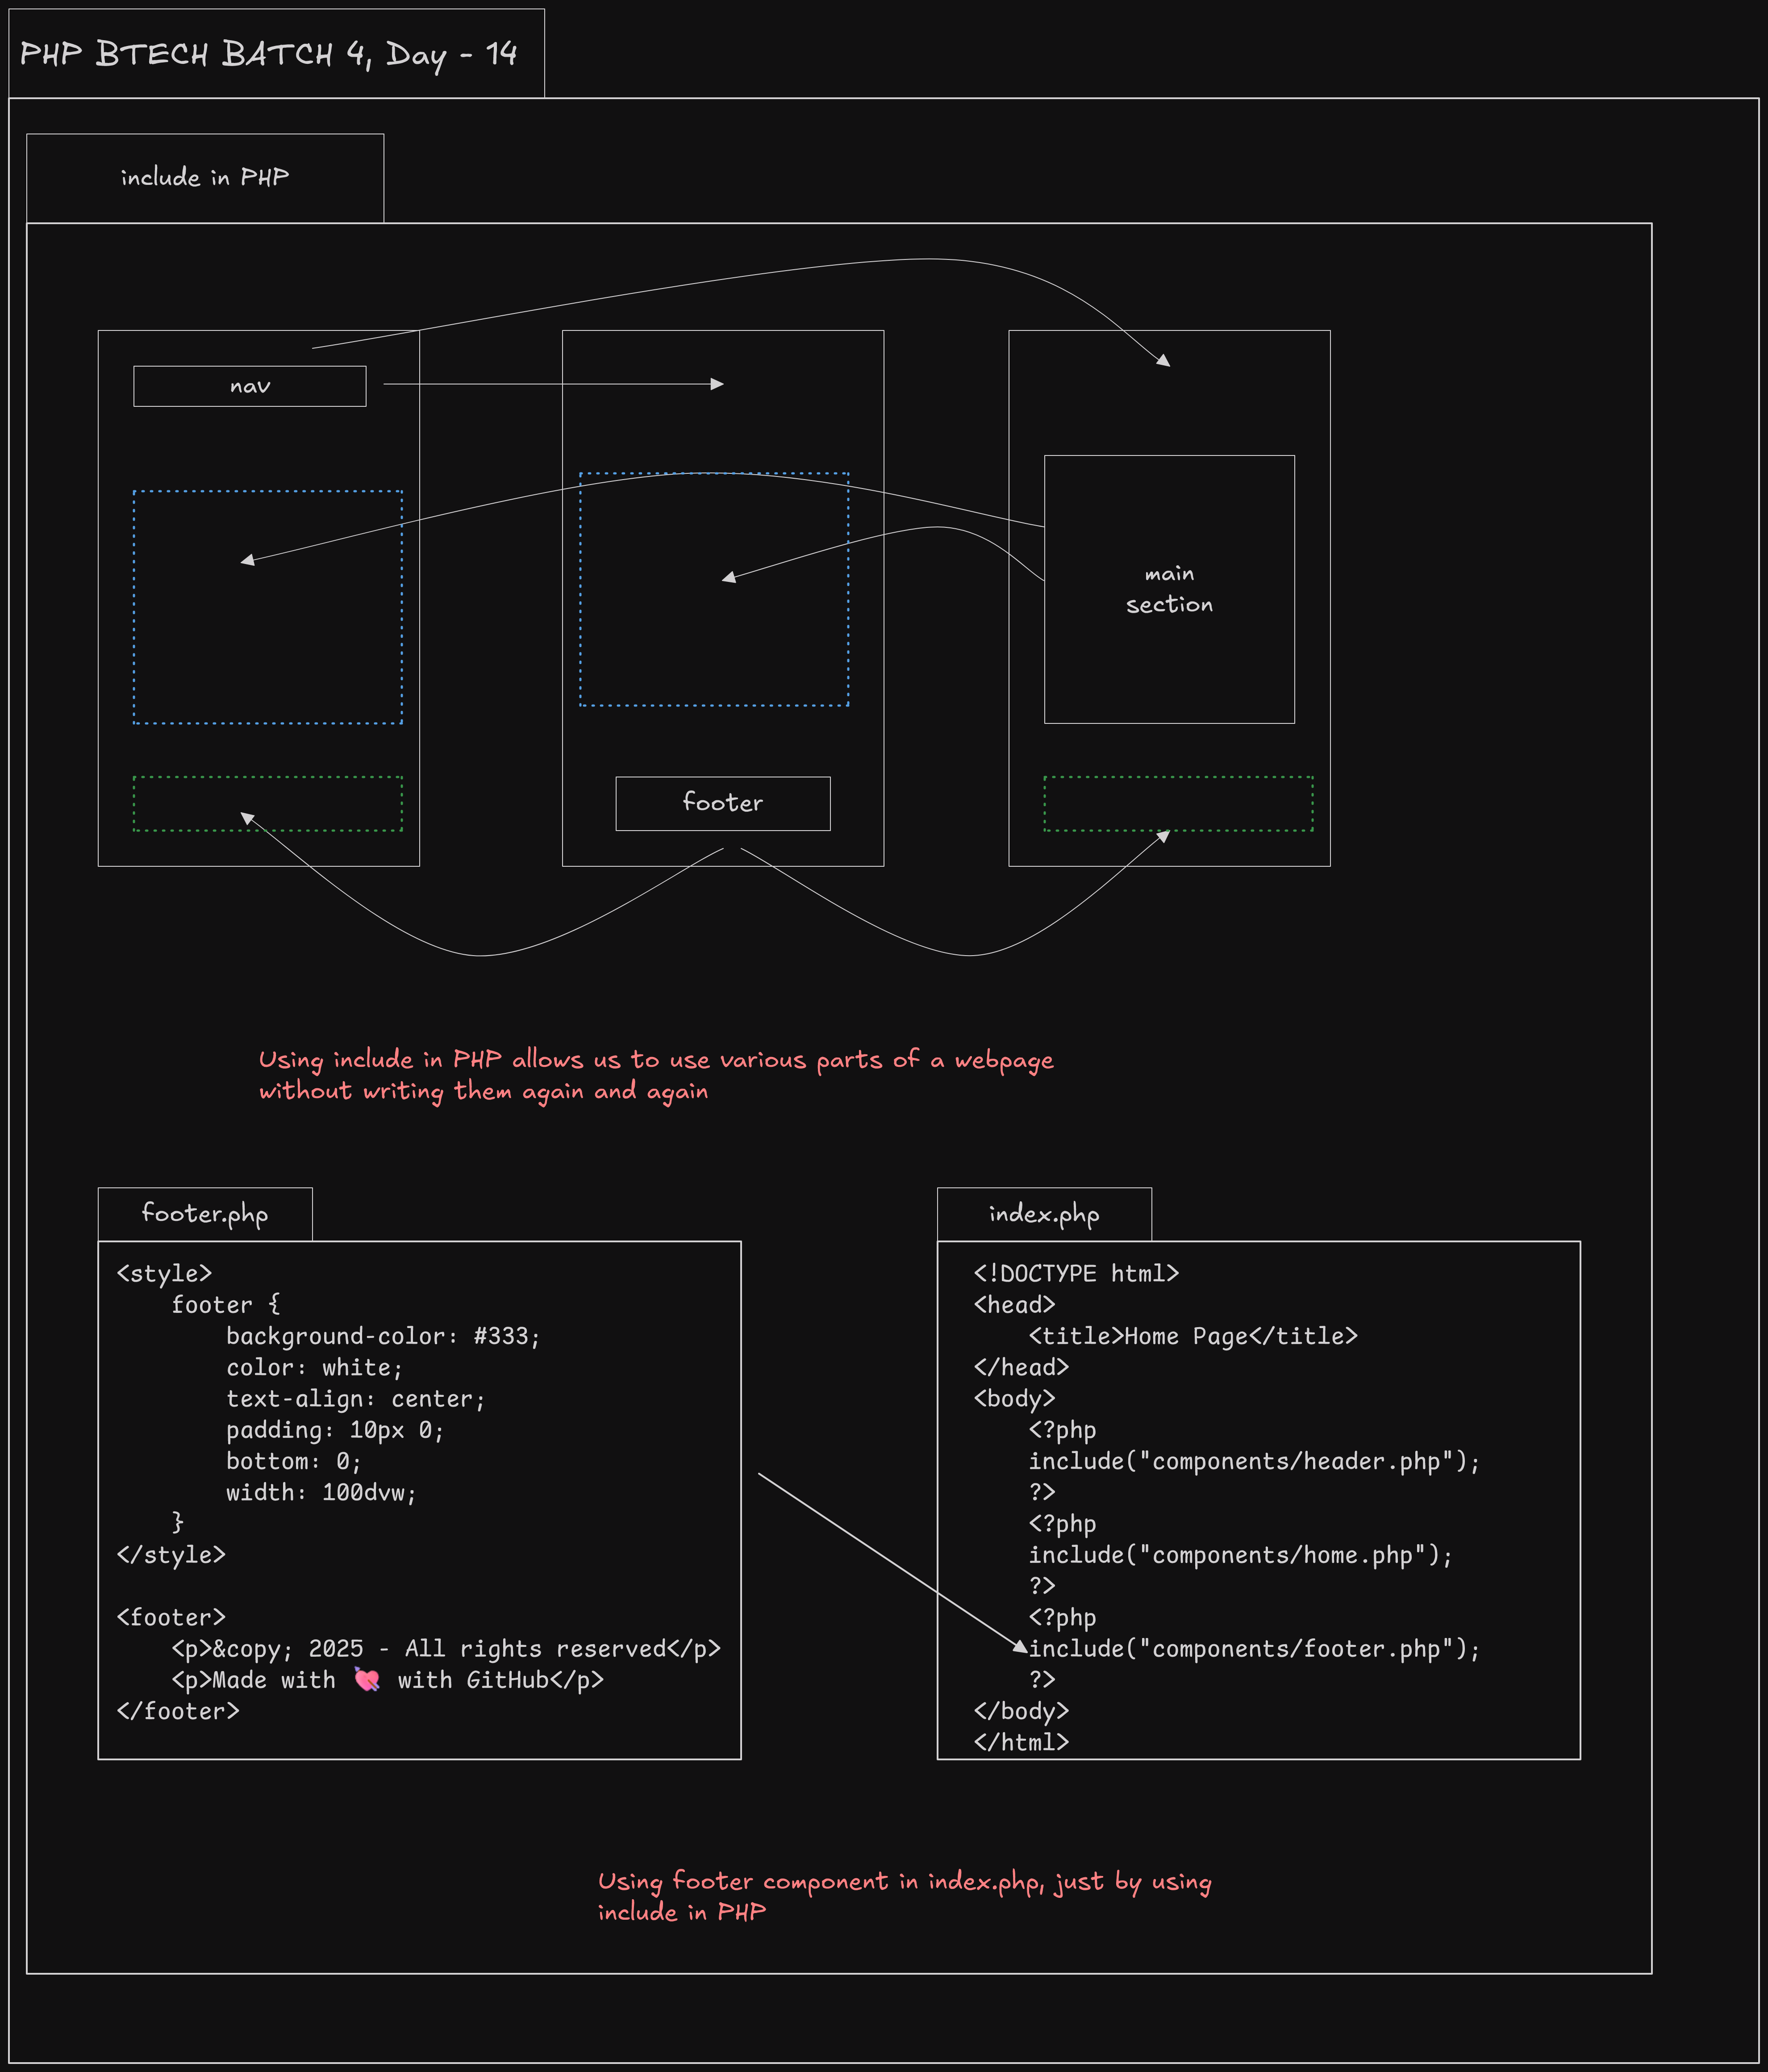 PHP BTECH BATCH 4, Day - 14
include in PHP
nav
main
section
footer
Using include in PHP allows us to use various parts of a webpage
without writing them again and again
footer.php
<style>
    footer {
        background-color: #333;
        color: white;
        text-align: center;
        padding: 10px 0;
        bottom: 0;
        width: 100dvw;
    }
</style>

<footer>
    <p>&copy; 2025 - All rights reserved</p>
    <p>Made with 💘 with GitHub</p>
</footer>
index.php
<!DOCTYPE html>
<head>
    <title>Home Page</title>
</head>
<body>
    <?php
    include("components/header.php");
    ?>
    <?php
    include("components/home.php");
    ?>
    <?php
    include("components/footer.php");
    ?>
</body>
</html>
Using footer component in index.php, just by using
include in PHP